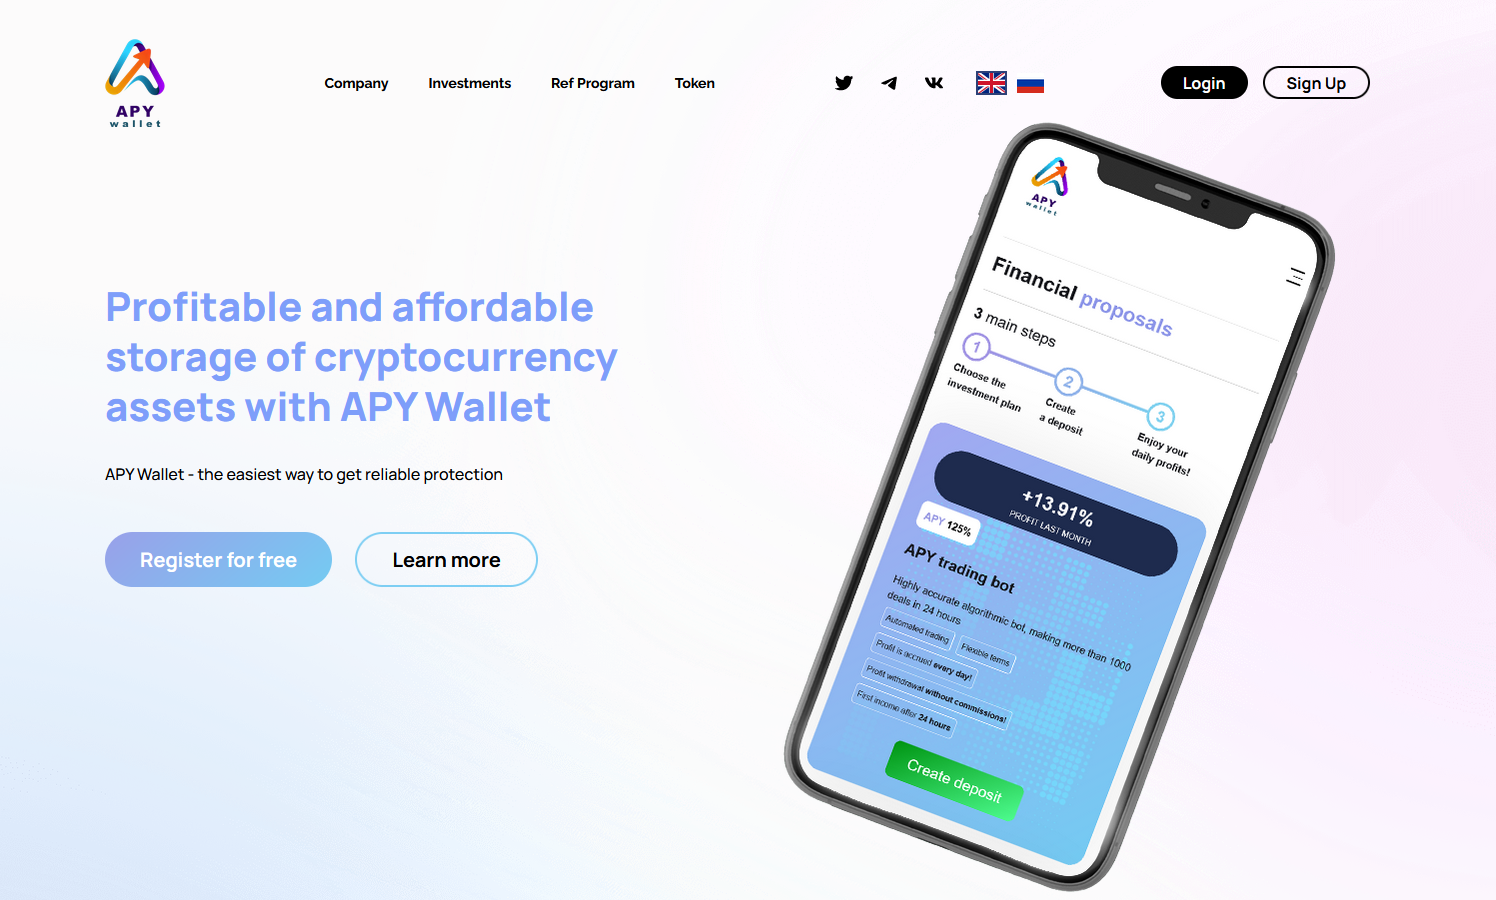 APY
wallet
Company
Investments
Ref Program
Token
Login
Sign Up
Profitable and affordable
storage of cryptocurrency
assets with APY Wallet
APY Wallet - the easiest way to get reliable protection
Register for free
Learn more
APY
wallet
Financial proposals
3 main steps
1
2
3
Choose the
investment plan
Create
a deposit
Enjoy your
daily profits!
+13.91%
PROFIT LAST MONTH
APY 125%
APY trading bot
Highly accurate algorithmic bot, making more than 1000
deals in 24 hours
Automated trading
Flexible terms
Profit is accrued every day!
Profit withdrawal without commissions!
First income after 24 hours
Create deposit